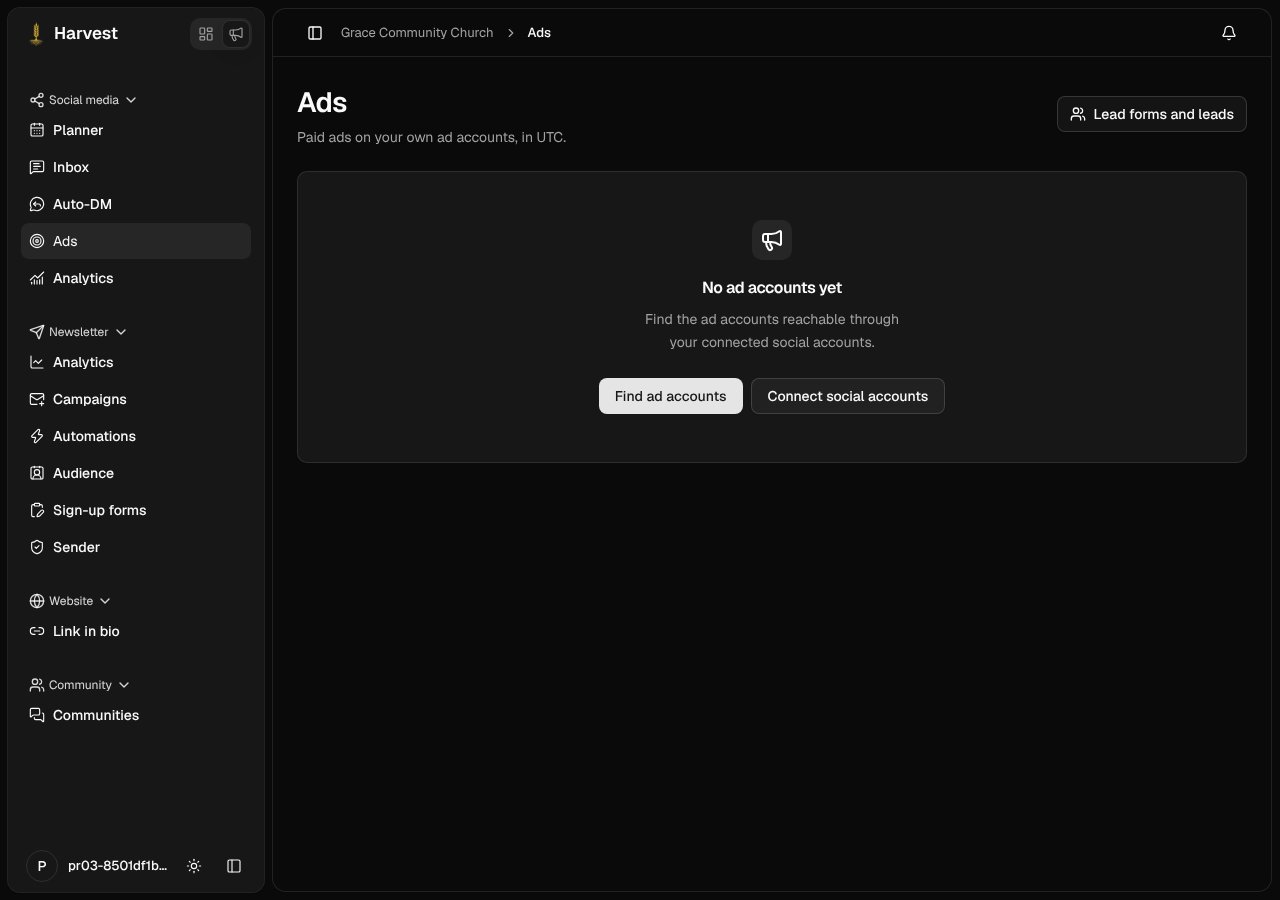 Harvest
Social media
Planner
Inbox
Auto-DM
Ads
Analytics
Newsletter
Analytics
Campaigns
Automations
Audience
Sign-up forms
Sender
Website
Link in bio
Community
Communities
P
pr03-8501df1b...
Grace Community Church
Ads
Ads
Paid ads on your own ad accounts, in UTC.
Lead forms and leads
No ad accounts yet
Find the ad accounts reachable through
your connected social accounts.
Find ad accounts
Connect social accounts